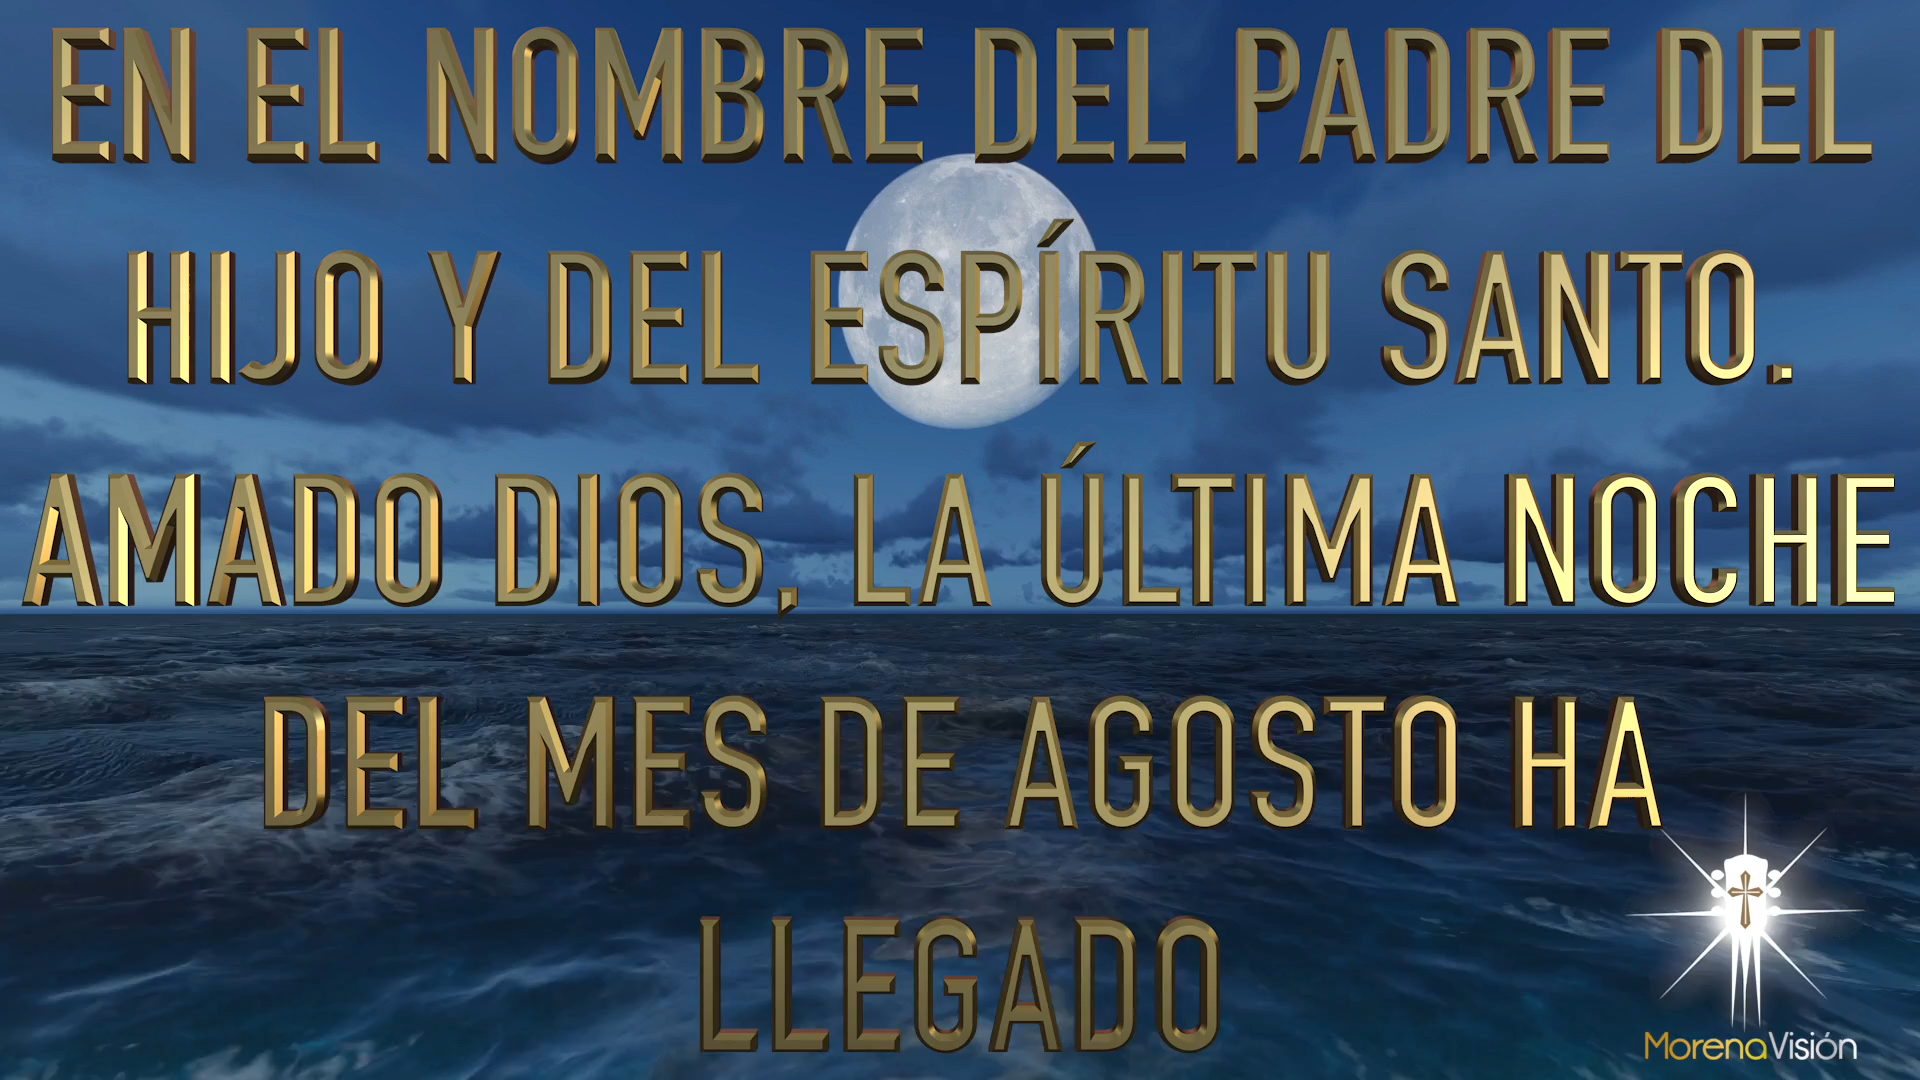 EN EL NOMBRE DEL PADRE DEL
HIJO Y DEL ESPÍRITU SANTO.
AMADO DIOS, LA ÚLTIMA NOCHE
DEL MES DE AGOSTO HA
LLEGADO
MorenaVisión